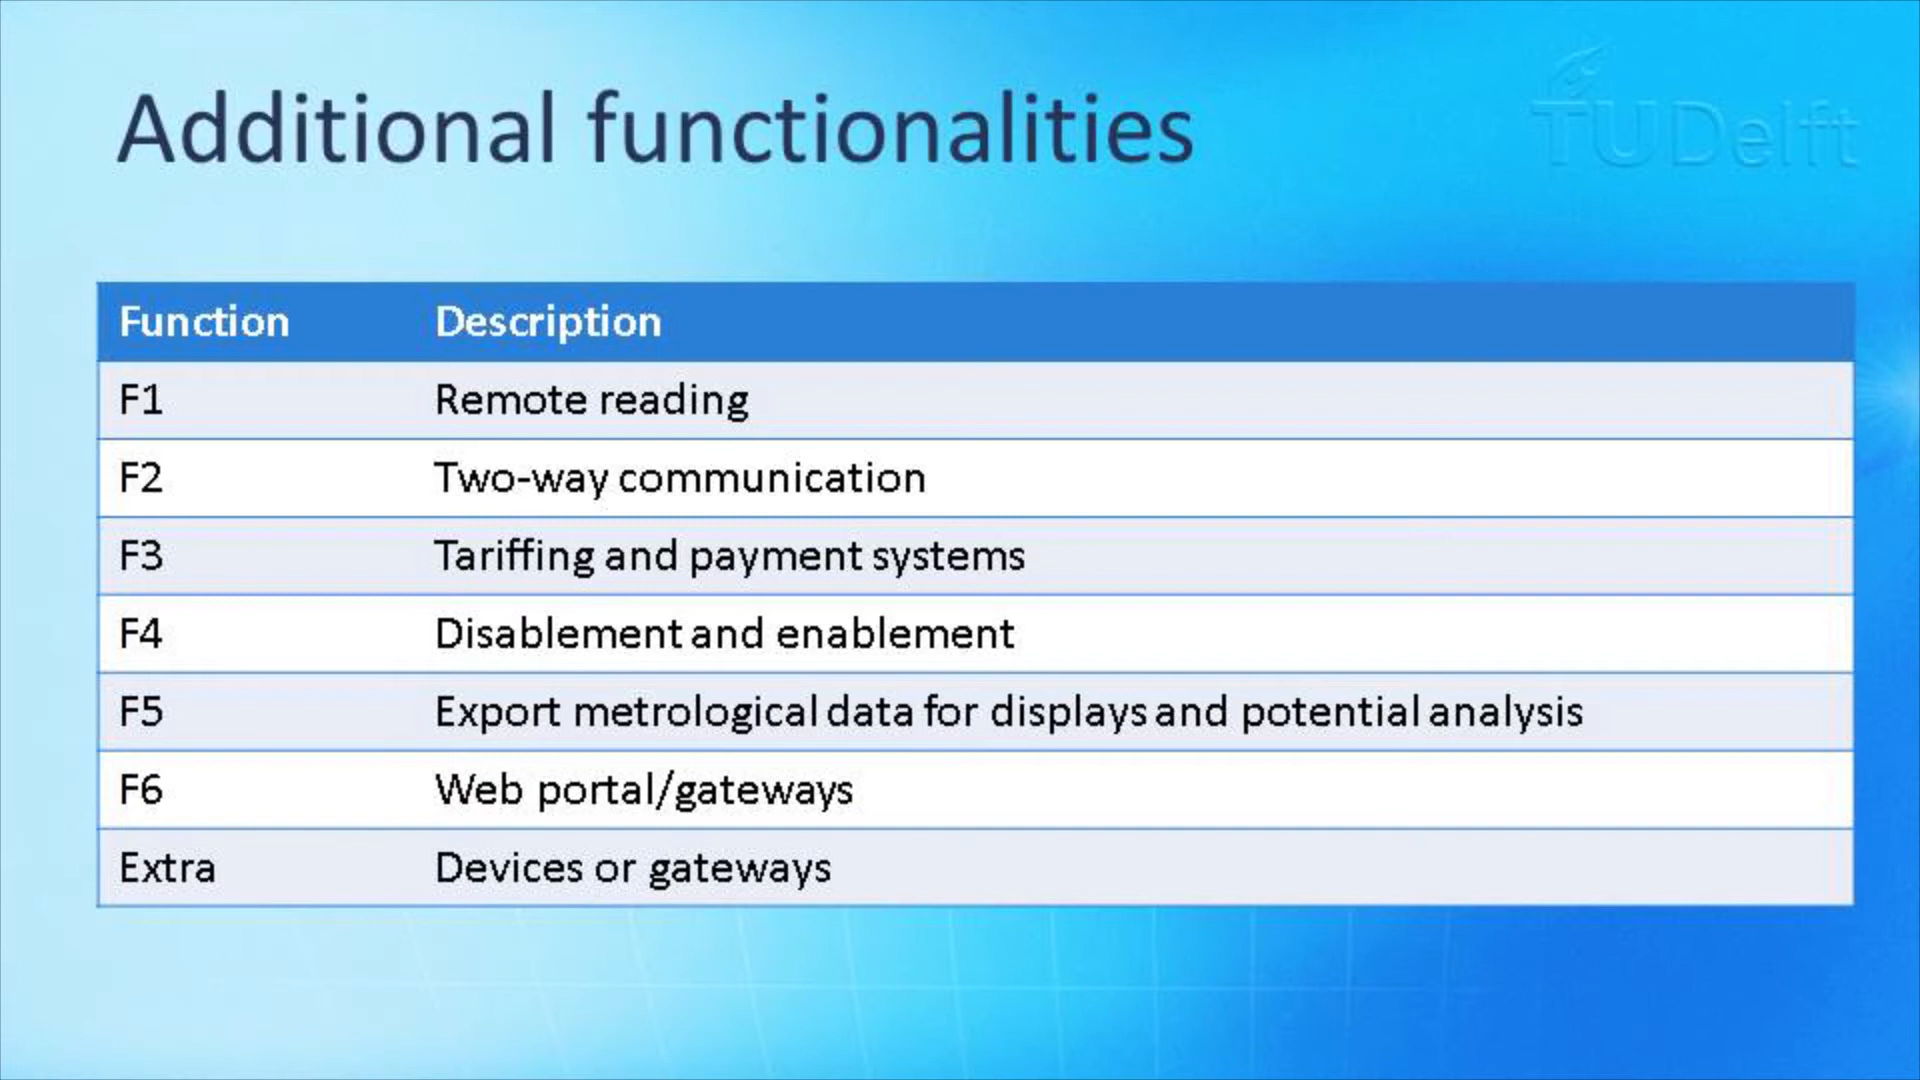 Additional functionalities
TUDelft
Function Description
F1 Remote reading
F2 Two-way communication
F3 Tariffing and payment systems
F4 Disablement and enablement
F5 Export metrological data for displays and potential analysis
F6 Web portal/gateways
Extra Devices or gateways